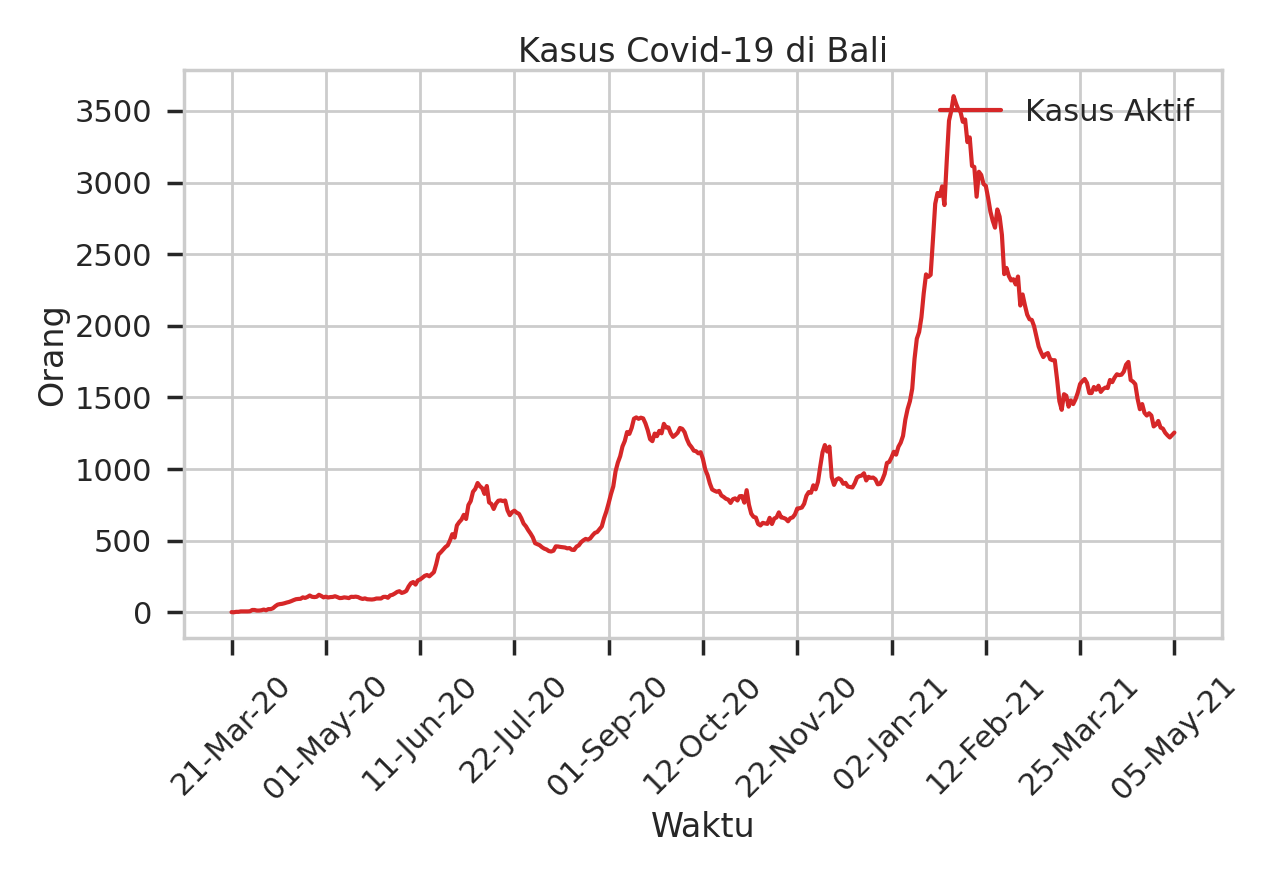 Kasus Covid-19 di Bali
Kasus Aktif
Orang
3500
3000
2500
2000
1500
1000
500
0
21-Mar-20
01-May-20
11-Jun-20
22-Jul-20
01-Sep-20
12-Oct-20
22-Nov-20
02-Jan-21
12-Feb-21
25-Mar-21
05-May-21
Waktu